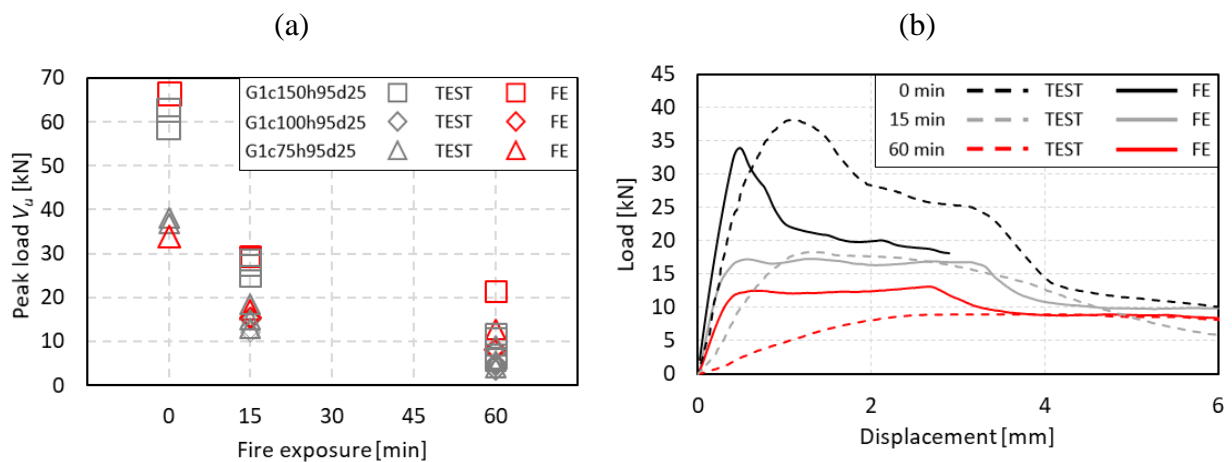 (a)
70
60
50
40
30
20
10
0
0 15 30 45 60
Peak load Vu [kN]
Fire exposure [min]
G1c150h95d25 TEST FE
G1c100h95d25 TEST FE
G1c75h95d25 TEST FE
(b)
45
40
35
30
25
20
15
10
5
0
0 2 4 6
Load [kN]
Displacement [mm]
0 min TEST FE
15 min TEST FE
60 min TEST FE